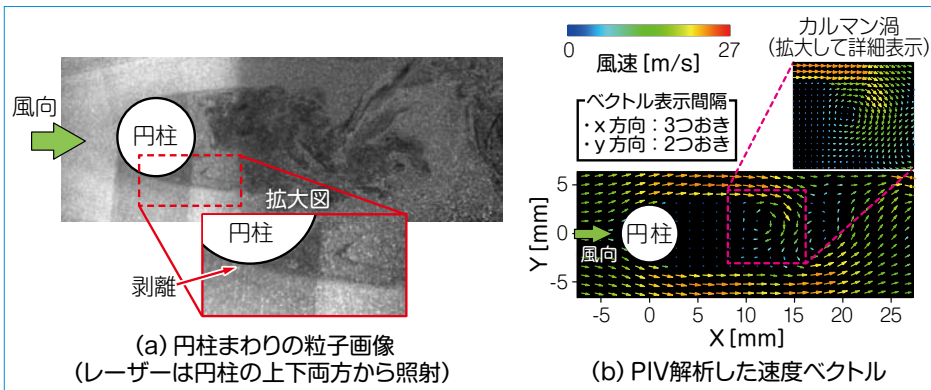 風向
円柱
拡大図
円柱
剥離
(a) 円柱まわりの粒子画像
(レーザーは円柱の上下両方から照射)
0 27
風速 [m/s]
ベクトル表示間隔
・x 方向：3つおき
・y 方向：2つおき
カルマン渦
(拡大して詳細表示)
Y [mm]
5
0
-5
円柱
風向
-5 0 5 10 15 20 25
X [mm]
(b) PIV解析した速度ベクトル